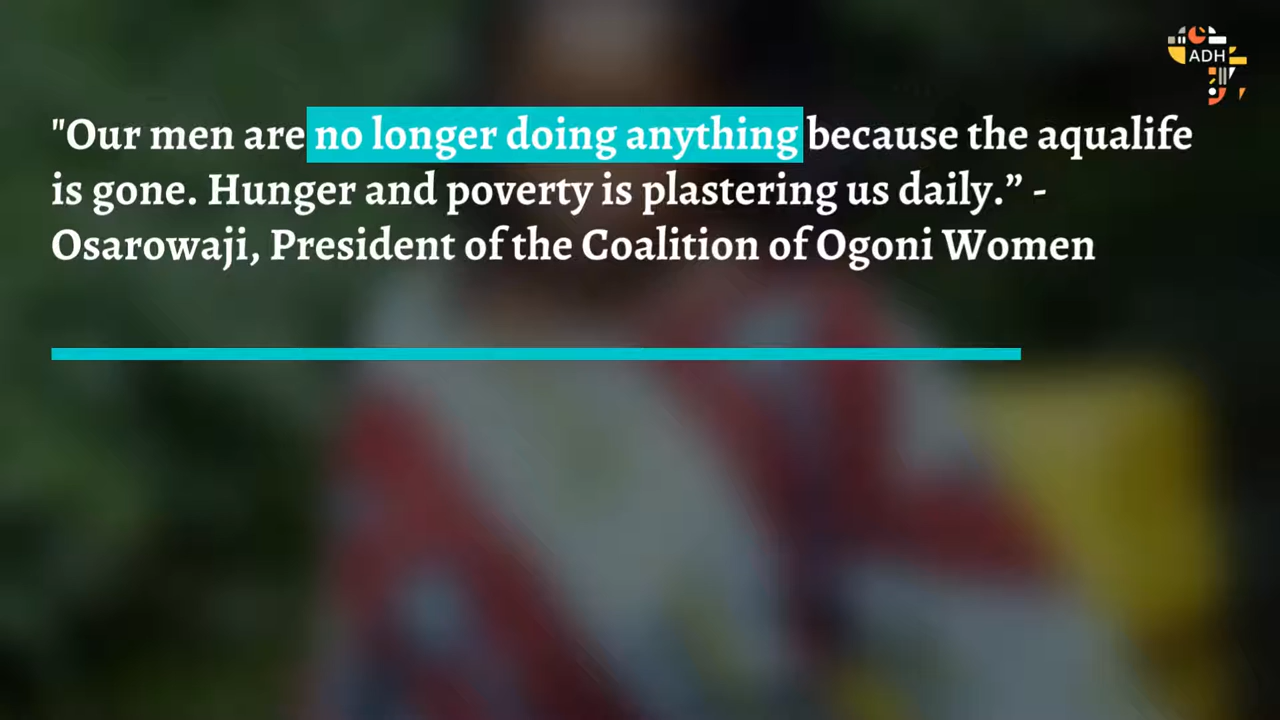 ADH
"Our men are no longer doing anything because the aqualife
is gone. Hunger and poverty is plastering us daily.” -
Osarowaji, President of the Coalition of Ogoni Women